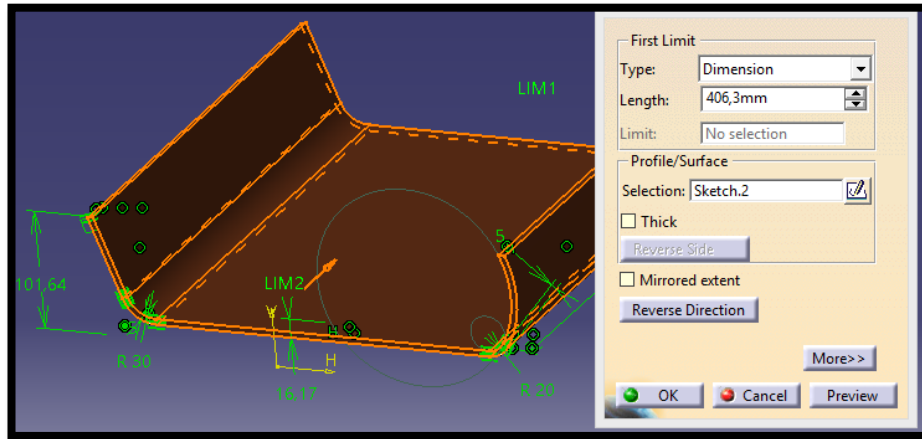 LIM1
5
101,64
LIM2
V
H
H
R 30
16,17
R 20
First Limit
Type: Dimension
Length: 406,3mm
Limit: No selection
Profile/Surface
Selection: Sketch.2
Thick
Reverse Side
Mirrored extent
Reverse Direction
More>>
OK Cancel Preview